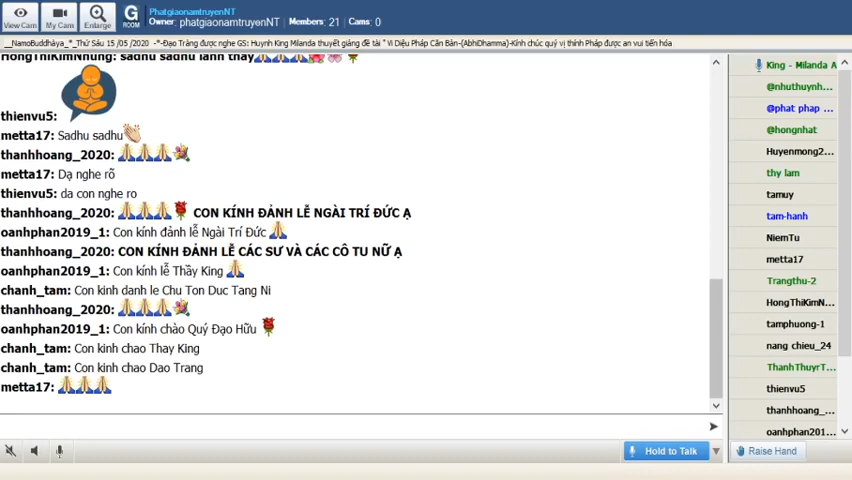 View Cam
My Cam
Enlarge
G
ROOM
PhatgiaonamtruyenNT
Owner: phatgiaonamtruyenNT | Members: 21 | Cams: 0
__NamoBuddhàya_*_Thứ Sáu 15 /05 /2020 -*-Đạo Tràng được nghe GS: Huynh King Milanda thuyết giảng đề tài " Vi Diệu Pháp Căn Bản-(AbhiDhamma)-Kính chúc quý vị thính Pháp được an vui tiến hóa
HongThiKimNhung: sadhu sadhu lành thay
thienvu5:
metta17: Sadhu sadhu
thanhhoang_2020:
metta17: Dạ nghe rõ
thienvu5: da con nghe ro
thanhhoang_2020: CON KÍNH ĐẢNH LỄ NGÀI TRÍ ĐỨC Ạ
oanhphan2019_1: Con kính đảnh lễ Ngài Trí Đức
thanhhoang_2020: CON KÍNH ĐẢNH LỄ CÁC SƯ VÀ CÁC CÔ TU NỮ Ạ
oanhphan2019_1: Con kính lễ Thầy King
chanh_tam: Con kinh danh le Chu Ton Duc Tang Ni
thanhhoang_2020:
oanhphan2019_1: Con kính chào Quý Đạo Hữu
chanh_tam: Con kinh chao Thay King
chanh_tam: Con kinh chao Dao Trang
metta17:
King - Milanda A
@nhuthuynh...
@phat phap ...
@hongnhat
Huyenmong2...
thy lam
tamuy
tam-hanh
NiemTu
metta17
Trangthu-2
HongThiKimN...
tamphuong-1
nang chieu_24
ThanhThuyrT...
thienvu5
thanhhoang_...
oanhphan201...
Hold to Talk
Raise Hand